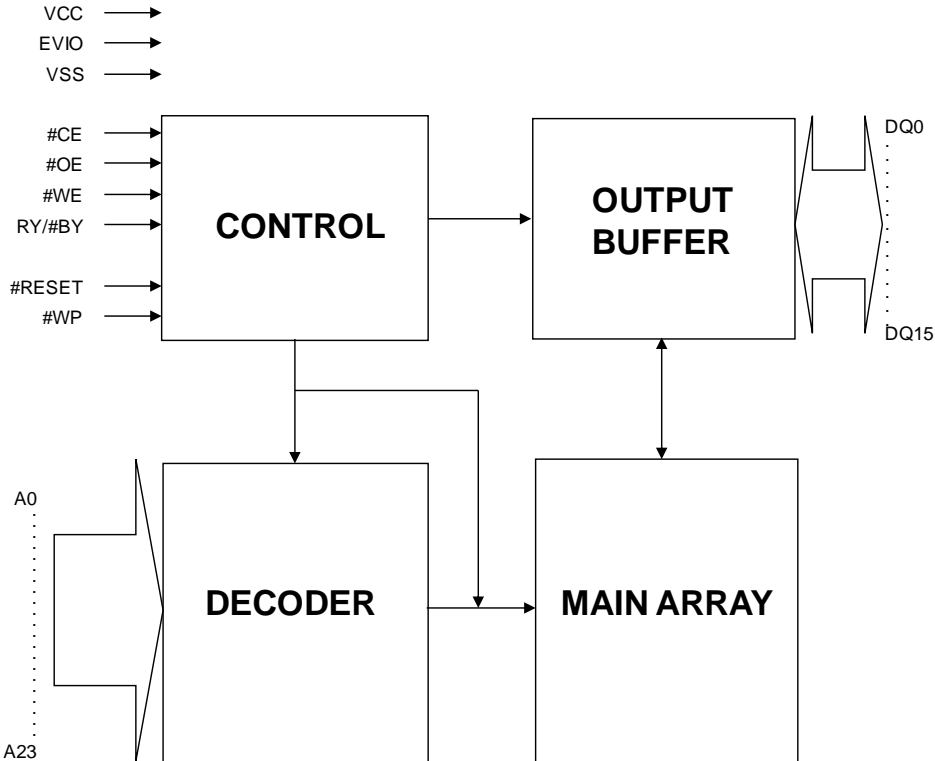 VCC
EVIO
VSS
#CE
#OE
#WE
RY/#BY
#RESET
#WP
CONTROL
OUTPUT
BUFFER
DQ0
DQ15
A0
A23
DECODER
MAIN ARRAY